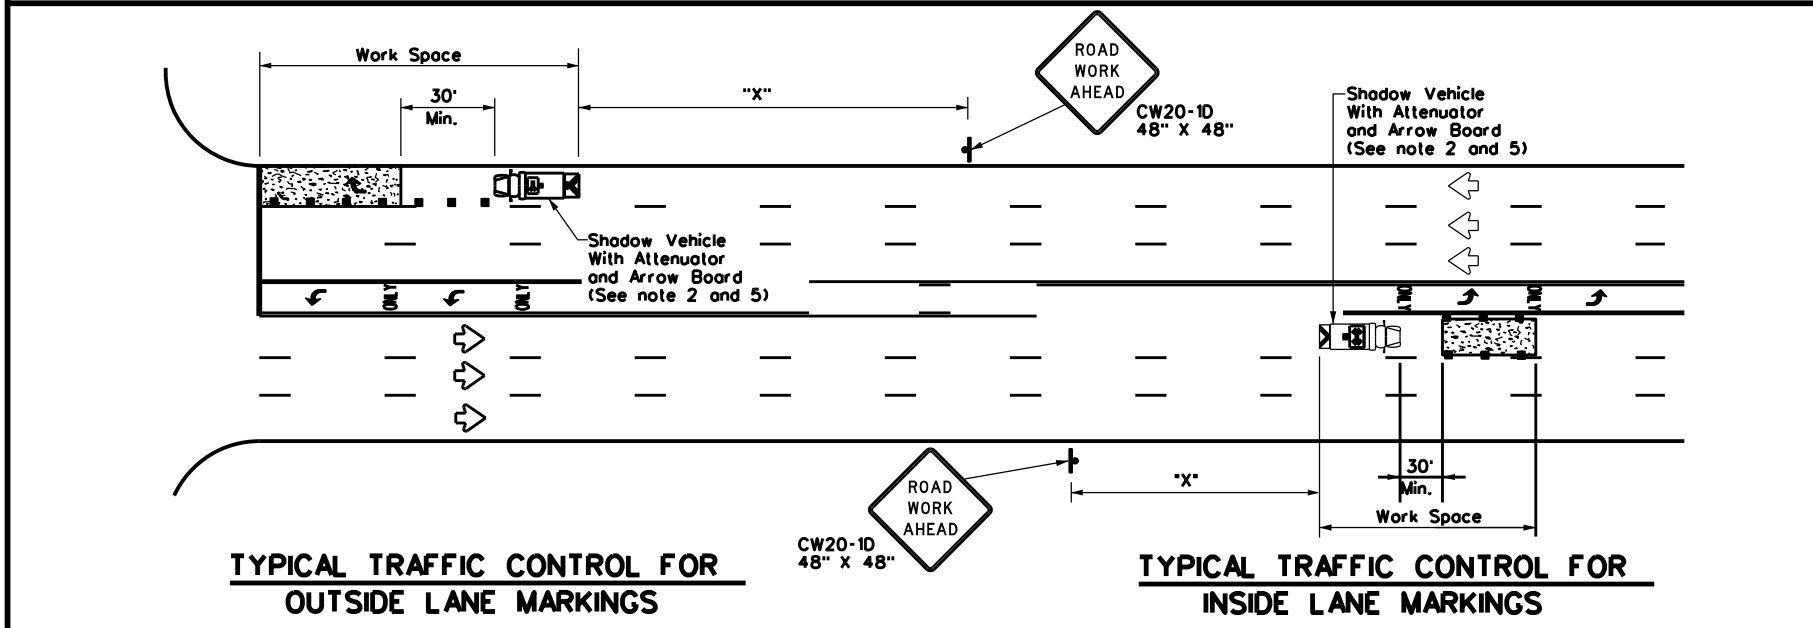 Work Space
30'
Min.
"X"
ROAD
WORK
AHEAD
CW20-1D
48" X 48"
Shadow Vehicle
With Attenuator
and Arrow Board
(See note 2 and 5)
Shadow Vehicle
With Attenuator
and Arrow Board
(See note 2 and 5)
ONLY
ONLY
ONLY
ONLY
ROAD
WORK
AHEAD
CW20-1D
48" X 48"
"X"
30'
Min.
Work Space
TYPICAL TRAFFIC CONTROL FOR
OUTSIDE LANE MARKINGS
TYPICAL TRAFFIC CONTROL FOR
INSIDE LANE MARKINGS